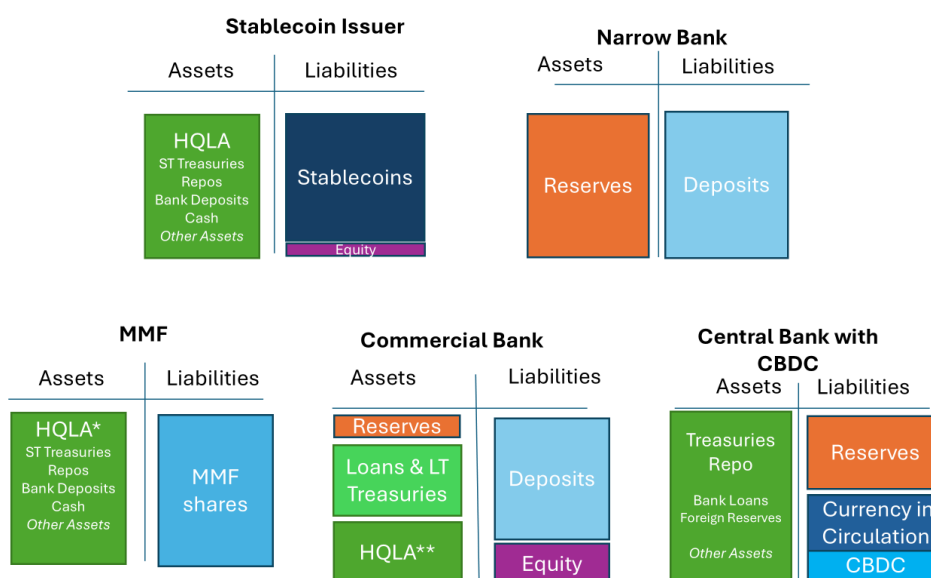 Stablecoin Issuer
Assets
Liabilities
HQLA
ST Treasuries
Repos
Bank Deposits
Cash
Other Assets
Stablecoins
Equity
Narrow Bank
Assets
Liabilities
Reserves
Deposits
MMF
Assets
Liabilities
HQLA*
ST Treasuries
Repos
Bank Deposits
Cash
Other Assets
MMF
shares
Commercial Bank
Assets
Liabilities
Reserves
Loans & LT
Treasuries
HQLA**
Deposits
Equity
Central Bank with
CBDC
Assets
Liabilities
Treasuries
Repo
Bank Loans
Foreign Reserves
Other Assets
Reserves
Currency in
Circulation
CBDC